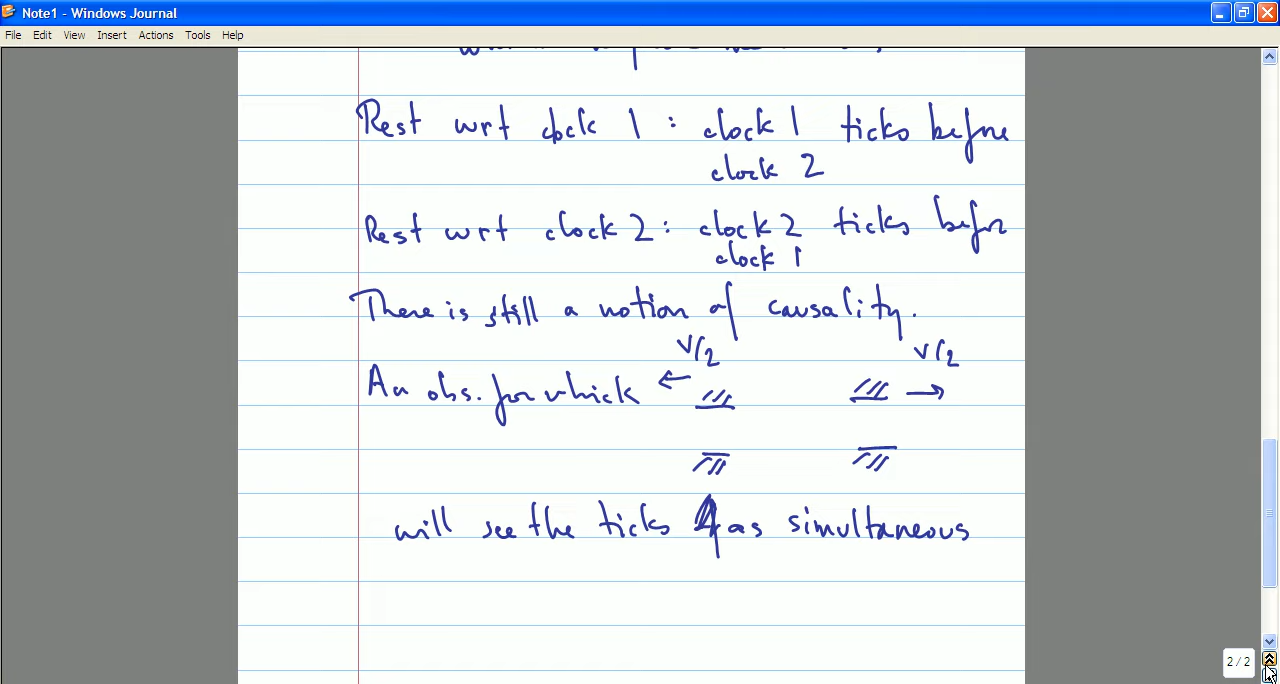 Note1 - Windows Journal
File Edit View Insert Actions Tools Help
Rest wrt clock 1 : clock 1 ticks before
clock 2
Rest wrt clock 2 : clock 2 ticks before
clock 1
There is still a notion of causality.
v/2 v/2
An obs. for which
will see the ticks as simultaneous
2 / 2